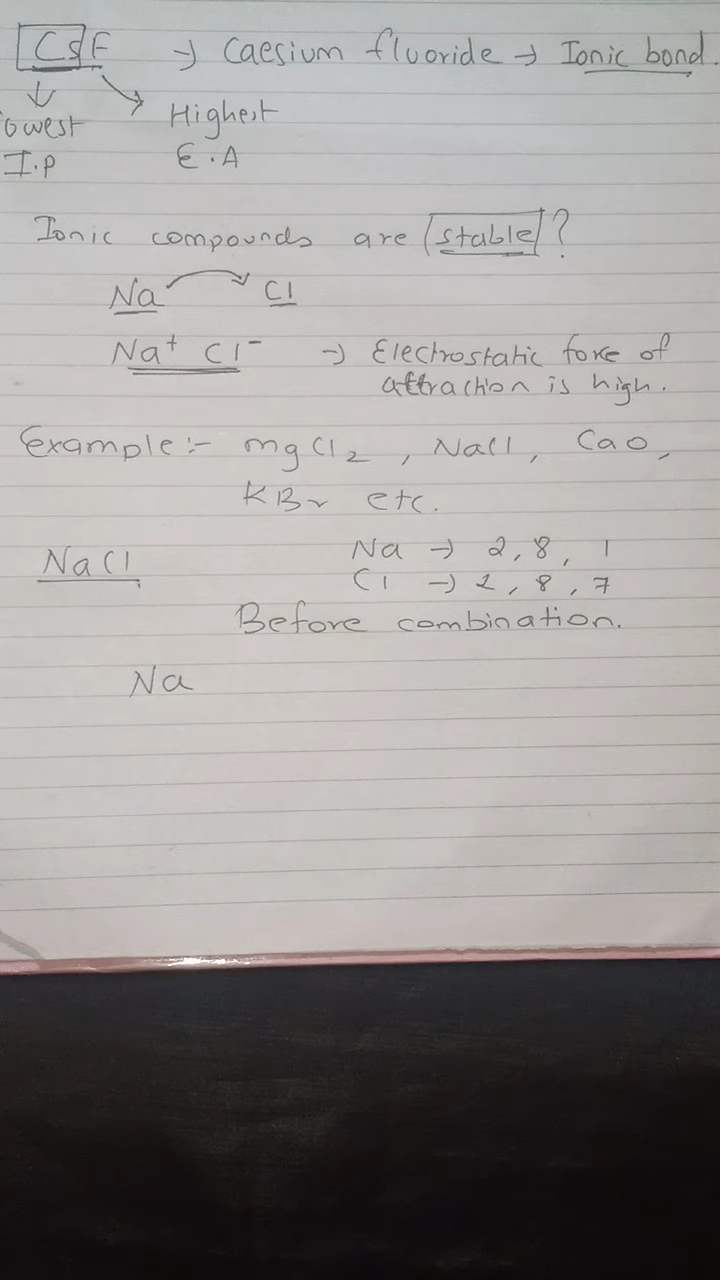 CsF → Caesium fluoride → Ionic bond.
lowest Highest
I.P E.A
Ionic compounds are stable?
Na Cl
Na⁺ Cl⁻ → Electrostatic force of
attraction is high.
Example:- mgCl₂, NaCl, CaO,
KBr etc.
NaCl Na → 2, 8, 1
Cl → 2, 8, 7
Before combination.
Na